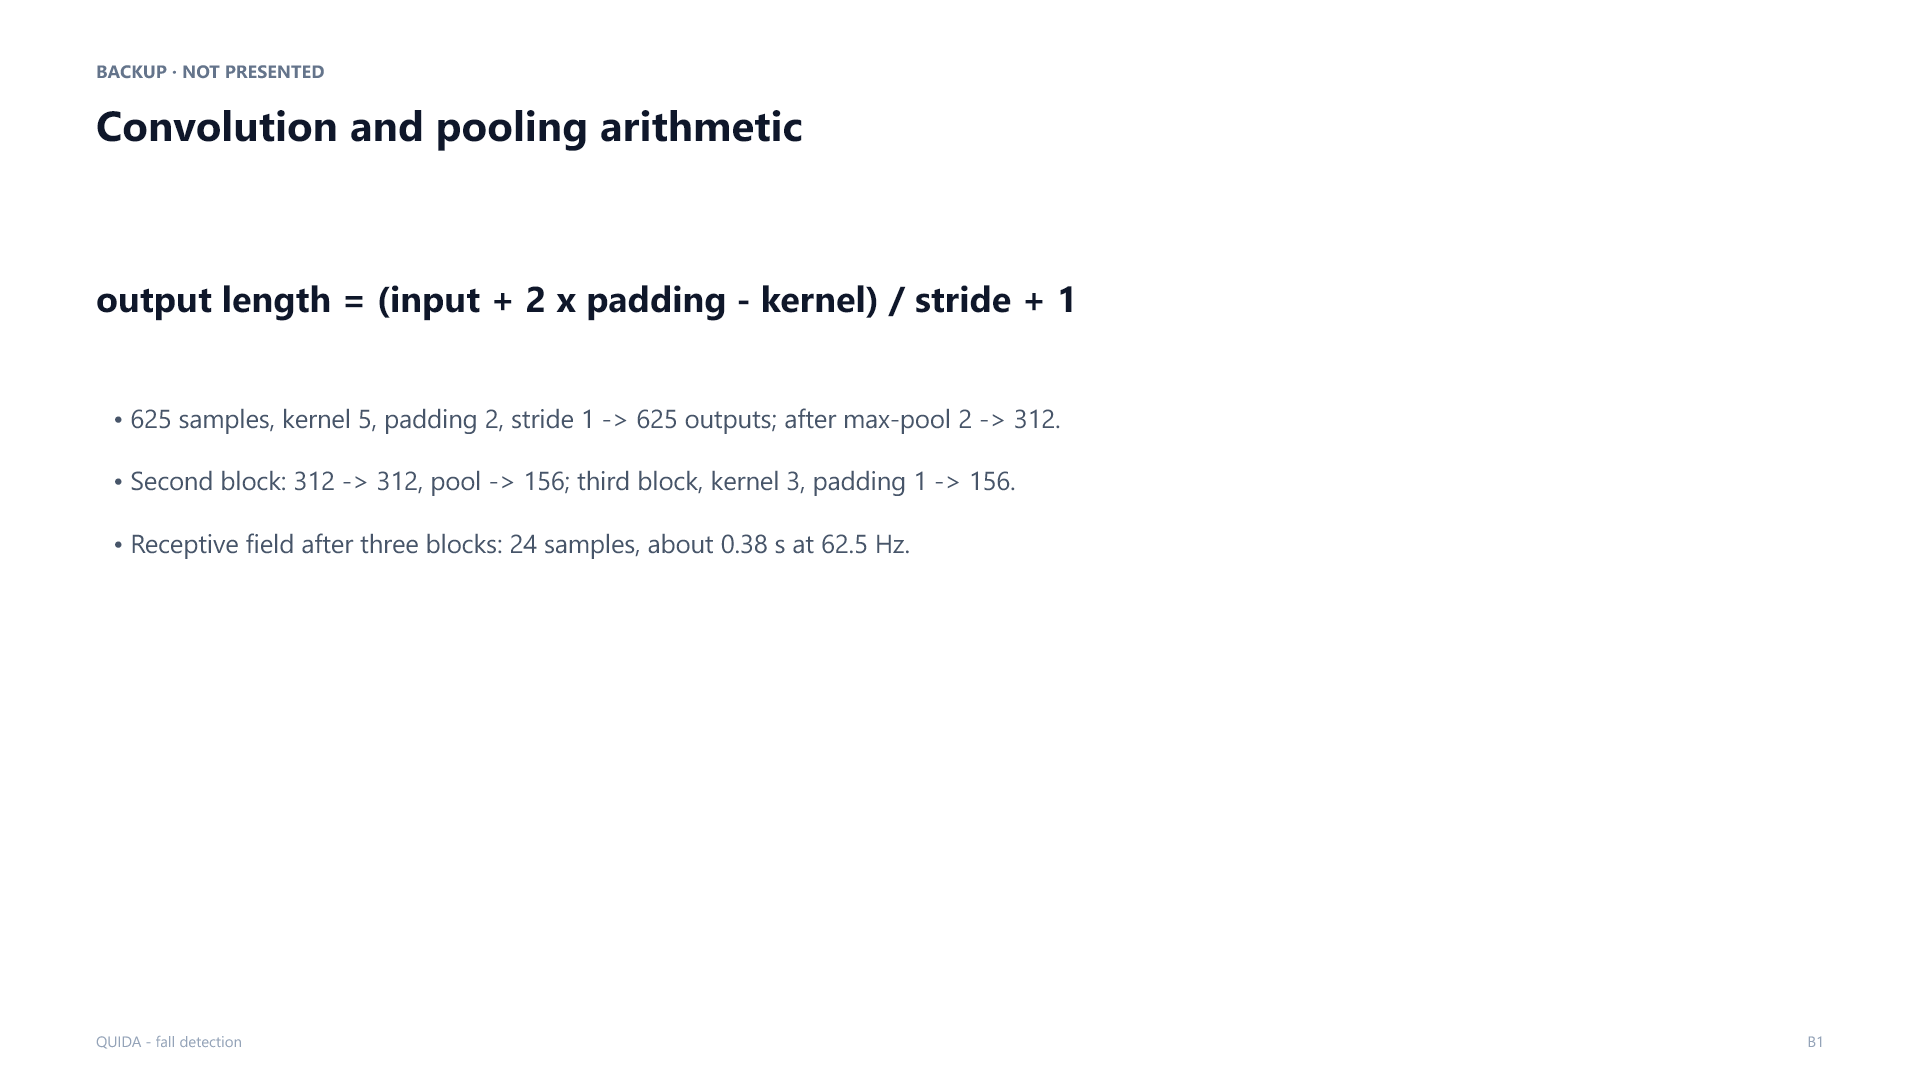 BACKUP · NOT PRESENTED
Convolution and pooling arithmetic
output length = (input + 2 x padding - kernel) / stride + 1
• 625 samples, kernel 5, padding 2, stride 1 -> 625 outputs; after max-pool 2 -> 312.
• Second block: 312 -> 312, pool -> 156; third block, kernel 3, padding 1 -> 156.
• Receptive field after three blocks: 24 samples, about 0.38 s at 62.5 Hz.
QUIDA - fall detection
B1